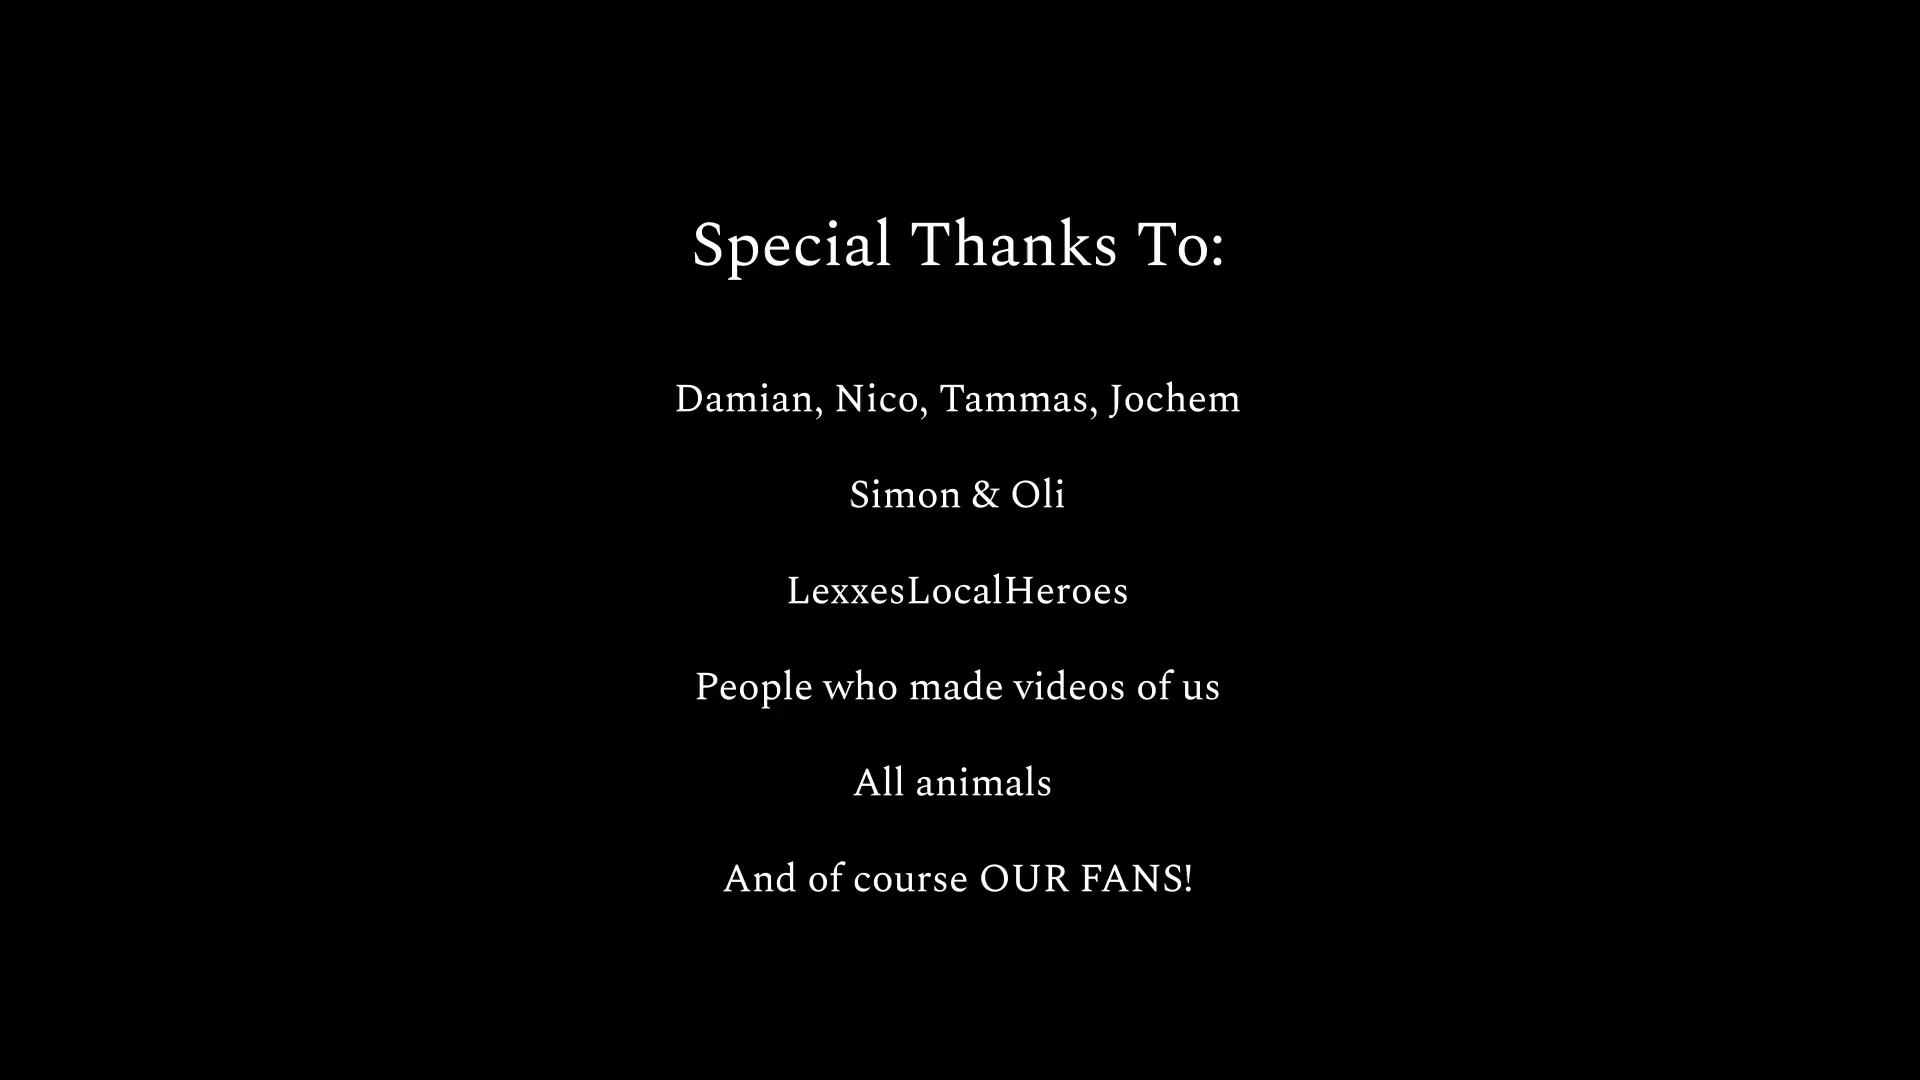 Special Thanks To:
Damian, Nico, Tammas, Jochem
Simon & Oli
LexxesLocalHeroes
People who made videos of us
All animals
And of course OUR FANS!